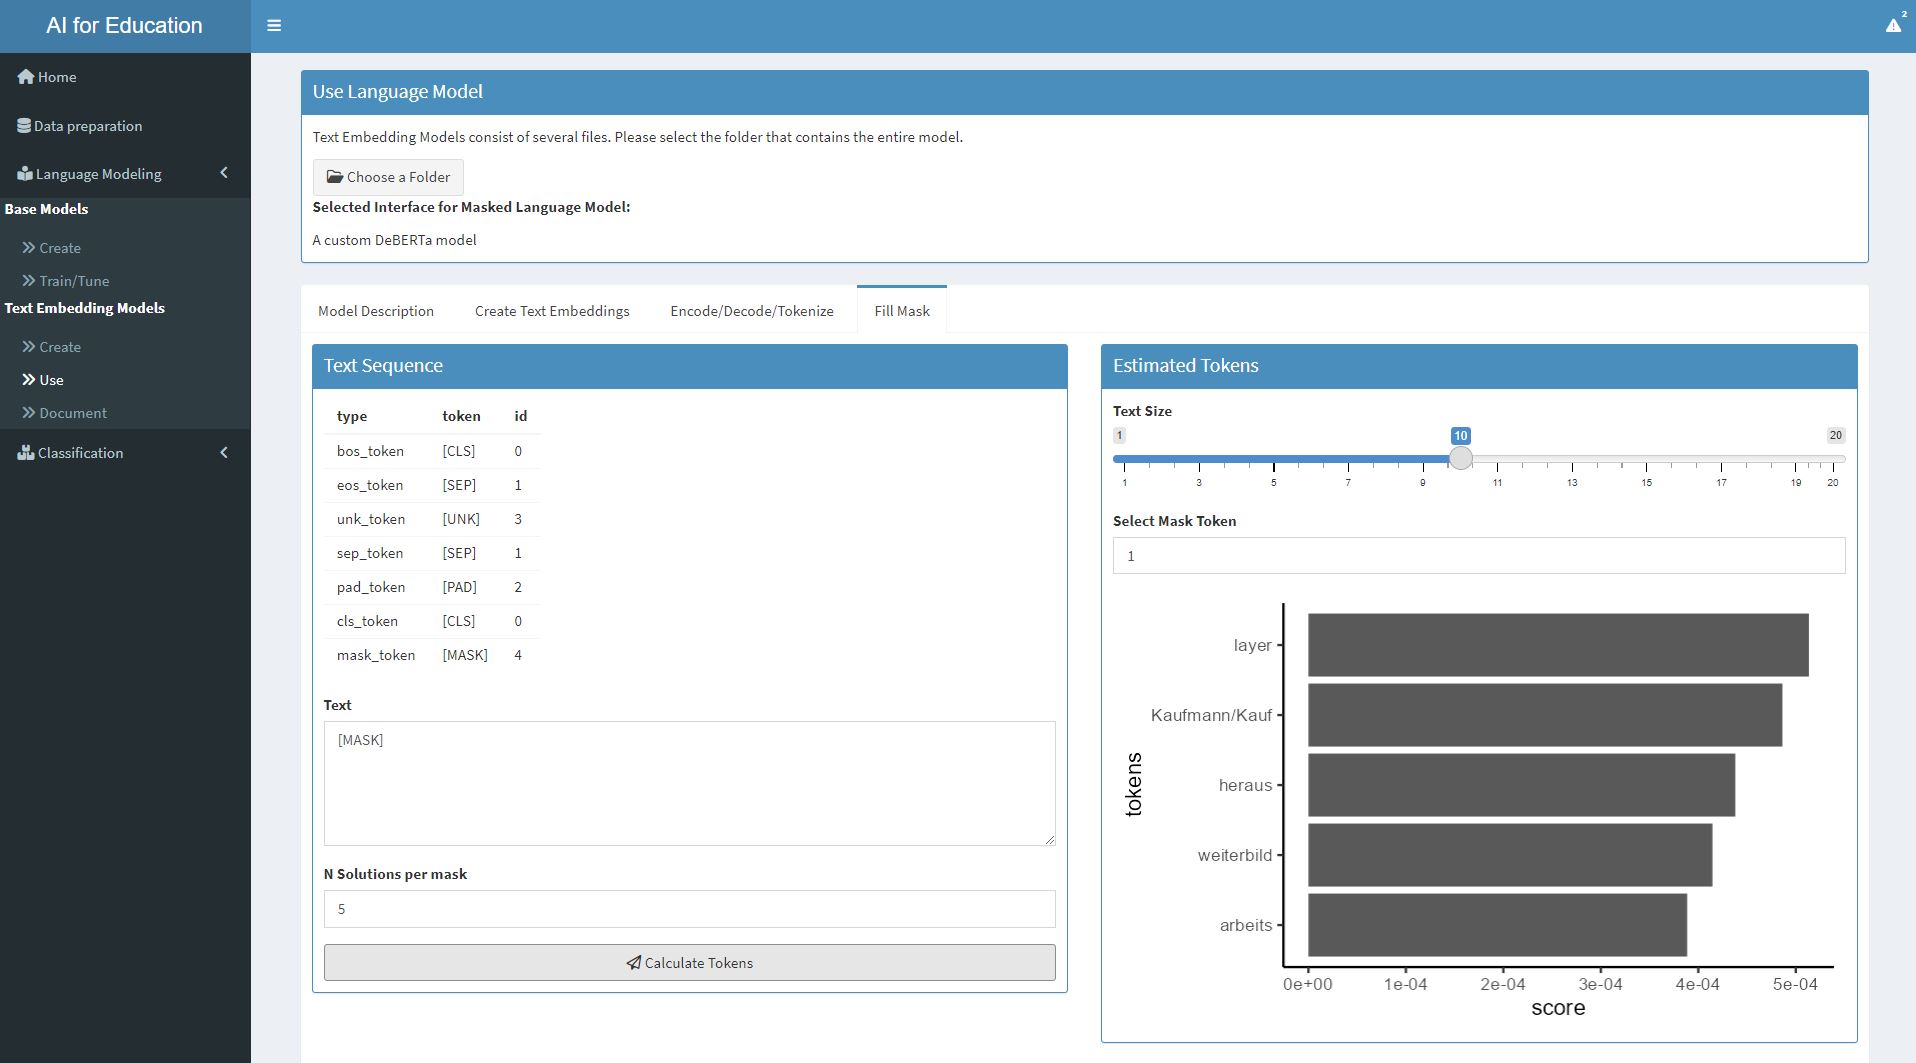 AI for Education
2
Home
Data preparation
Language Modeling
Base Models
Create
Train/Tune
Text Embedding Models
Create
Use
Document
Classification
Use Language Model
Text Embedding Models consist of several files. Please select the folder that contains the entire model.
Choose a Folder
Selected Interface for Masked Language Model:
A custom DeBERTa model
Model Description Create Text Embeddings Encode/Decode/Tokenize Fill Mask
Text Sequence
type token id
bos_token [CLS] 0
eos_token [SEP] 1
unk_token [UNK] 3
sep_token [SEP] 1
pad_token [PAD] 2
cls_token [CLS] 0
mask_token [MASK] 4
Text
[MASK]
N Solutions per mask
5
Calculate Tokens
Estimated Tokens
Text Size
1 10 20
1 3 5 7 9 11 13 15 17 19 20
Select Mask Token
1
layer
Kaufmann/Kauf
heraus
weiterbild
arbeits
tokens
0e+00 1e-04 2e-04 3e-04 4e-04 5e-04
score